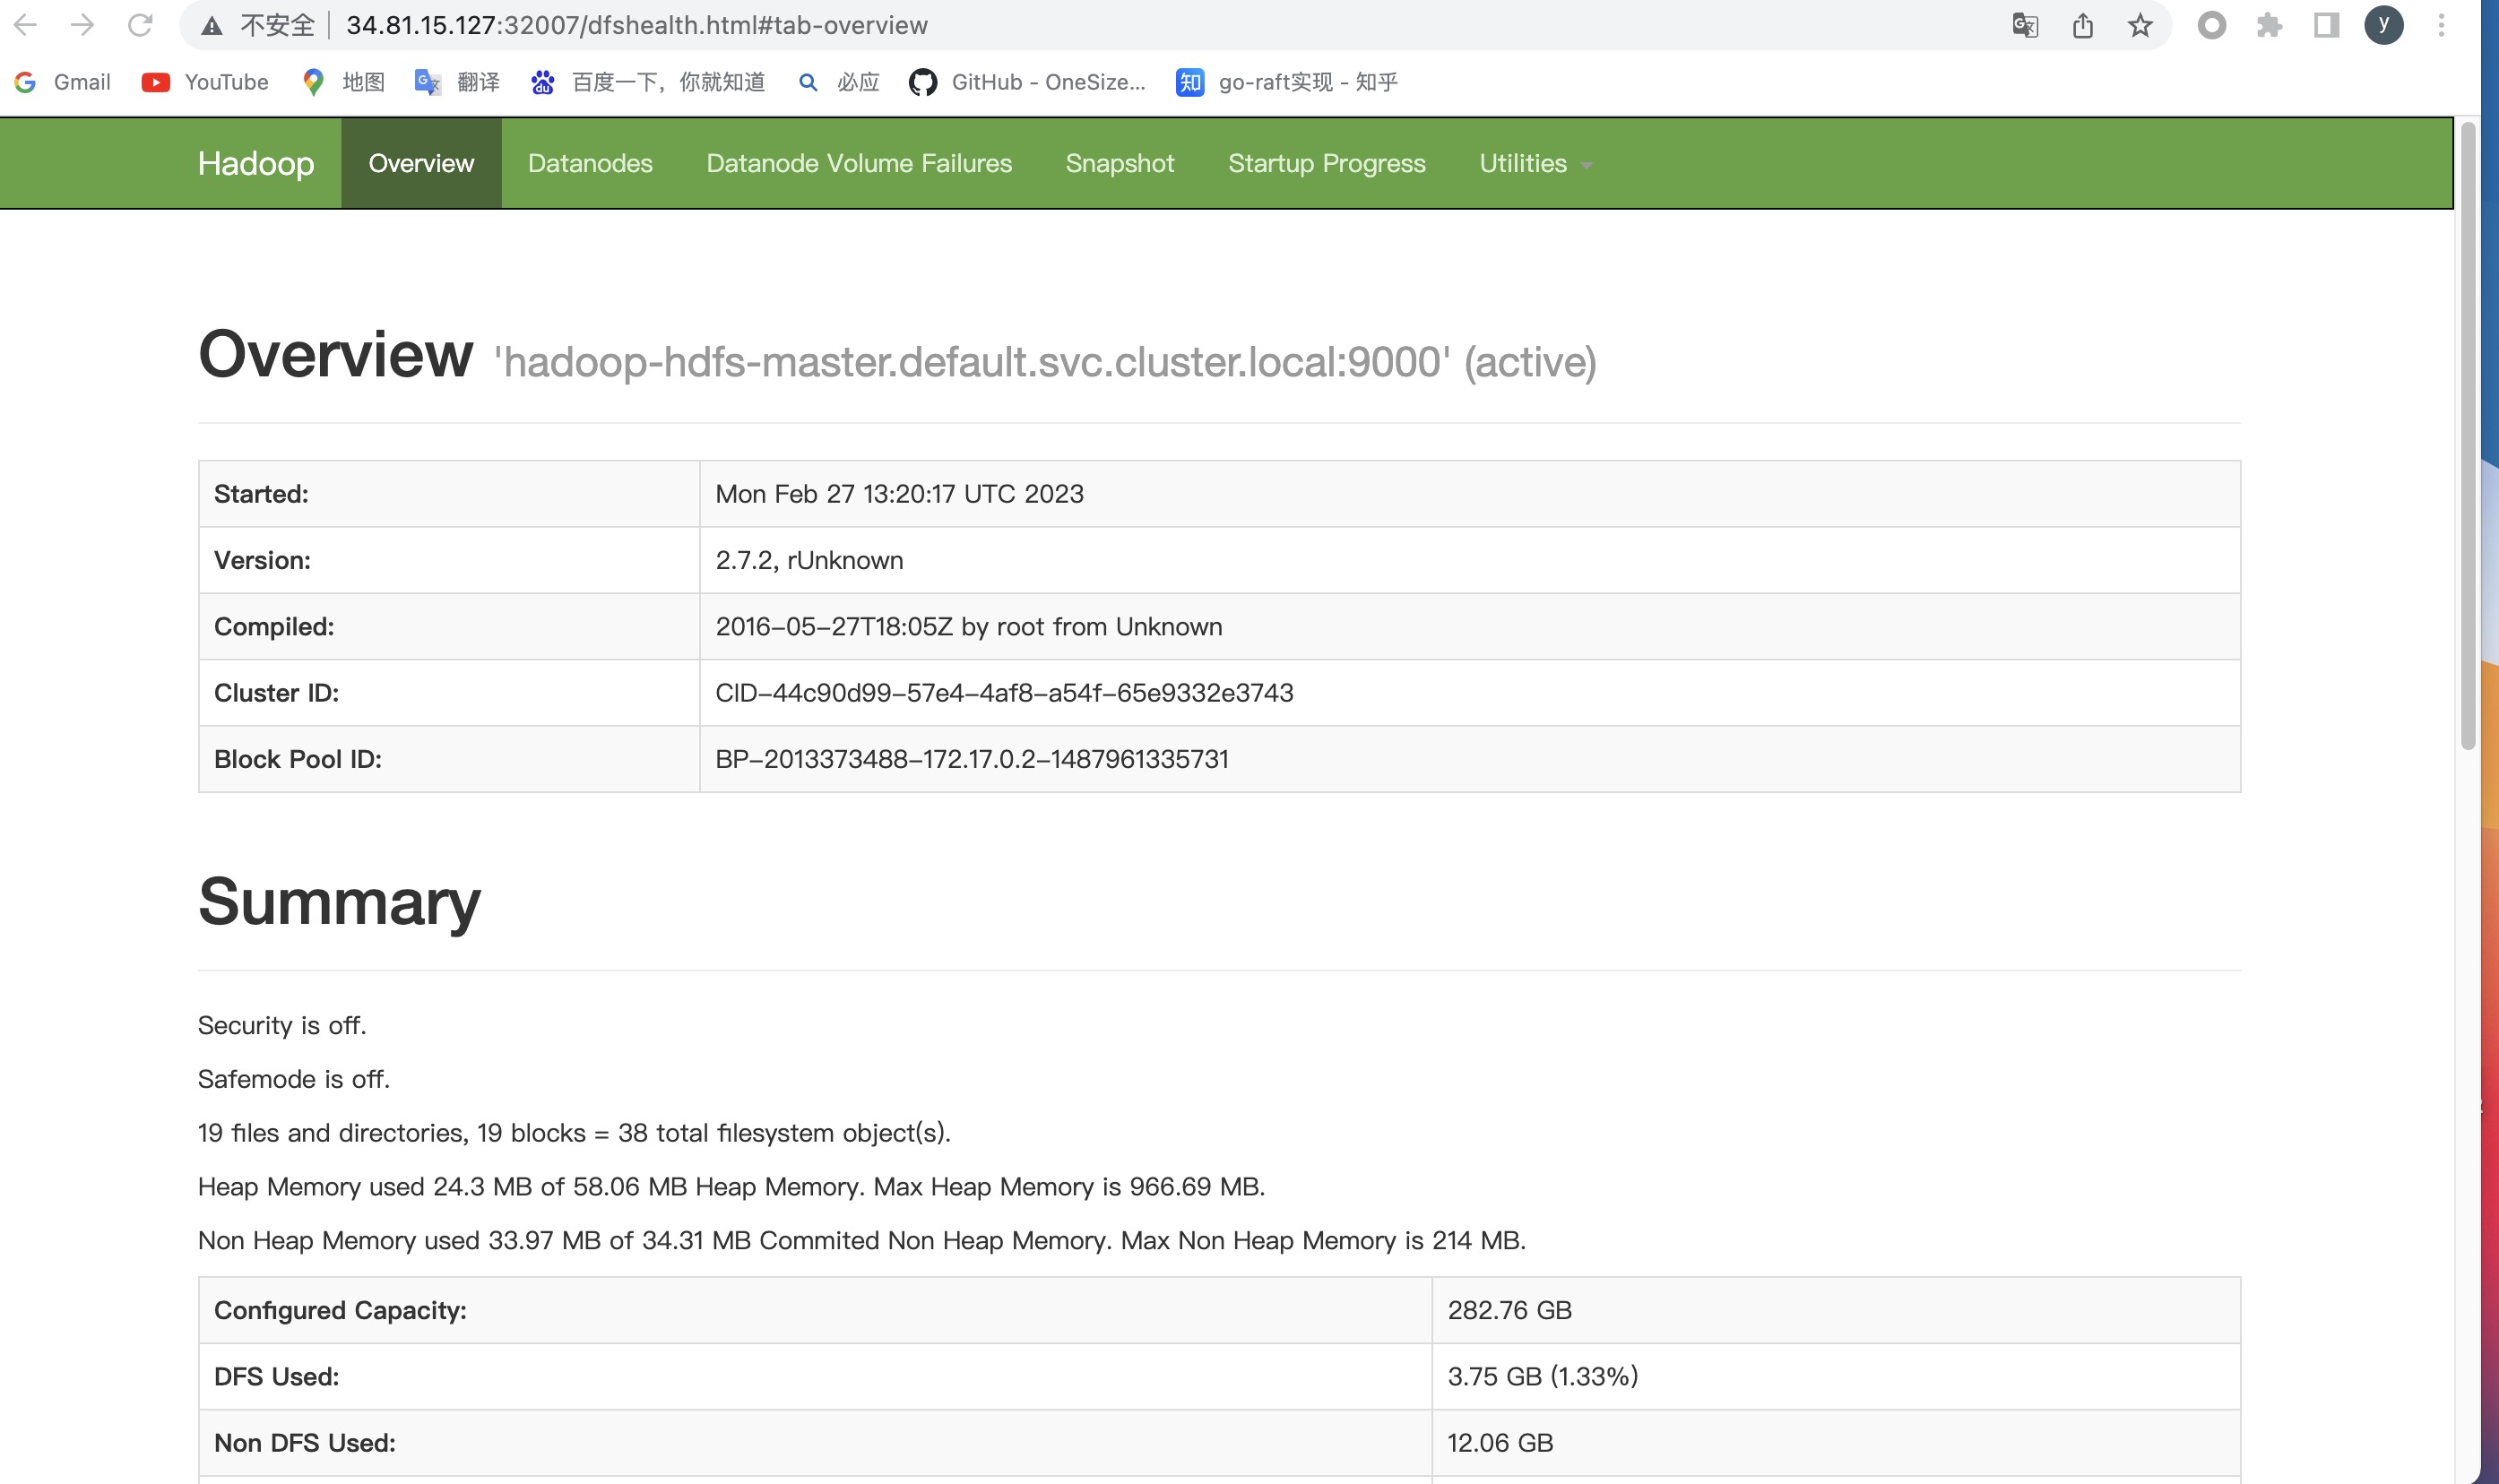 不安全 34.81.15.127:32007/dfshealth.html#tab-overview y
Gmail YouTube 地图 翻译 百度一下，你就知道 必应 GitHub - OneSize... 知 go-raft实现 - 知乎
Hadoop Overview Datanodes Datanode Volume Failures Snapshot Startup Progress Utilities
Overview 'hadoop-hdfs-master.default.svc.cluster.local:9000' (active)
Started: Mon Feb 27 13:20:17 UTC 2023
Version: 2.7.2, rUnknown
Compiled: 2016-05-27T18:05Z by root from Unknown
Cluster ID: CID-44c90d99-57e4-4af8-a54f-65e9332e3743
Block Pool ID: BP-2013373488-172.17.0.2-1487961335731
Summary
Security is off.
Safemode is off.
19 files and directories, 19 blocks = 38 total filesystem object(s).
Heap Memory used 24.3 MB of 58.06 MB Heap Memory. Max Heap Memory is 966.69 MB.
Non Heap Memory used 33.97 MB of 34.31 MB Commited Non Heap Memory. Max Non Heap Memory is 214 MB.
Configured Capacity: 282.76 GB
DFS Used: 3.75 GB (1.33%)
Non DFS Used: 12.06 GB